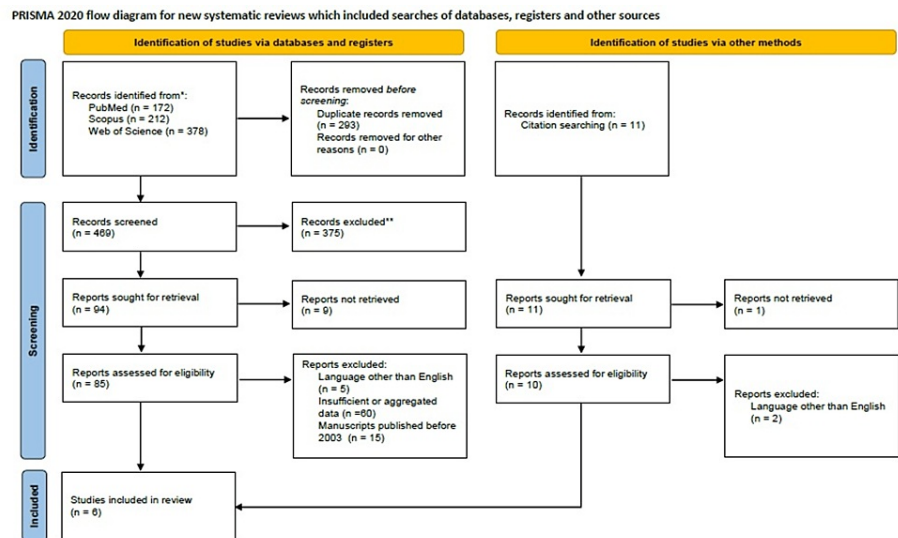 PRISMA 2020 flow diagram for new systematic reviews which included searches of databases, registers and other sources
Identification of studies via databases and registers
Identification of studies via other methods
Identification
Records identified from*:
PubMed (n = 172)
Scopus (n = 212)
Web of Science (n = 378)
Records removed before
screening:
Duplicate records removed
(n = 293)
Records removed for other
reasons (n = 0)
Records identified from:
Citation searching (n = 11)
Screening
Records screened
(n = 469)
Records excluded**
(n = 375)
Reports sought for retrieval
(n = 94)
Reports not retrieved
(n = 9)
Reports sought for retrieval
(n = 11)
Reports not retrieved
(n = 1)
Reports assessed for eligibility
(n = 85)
Reports excluded:
Language other than English
(n = 5)
Insufficient or aggregated
data (n =60)
Manuscripts published before
2003 (n = 15)
Reports assessed for eligibility
(n = 10)
Reports excluded:
Language other than English
(n = 2)
Included
Studies included in review
(n = 6)